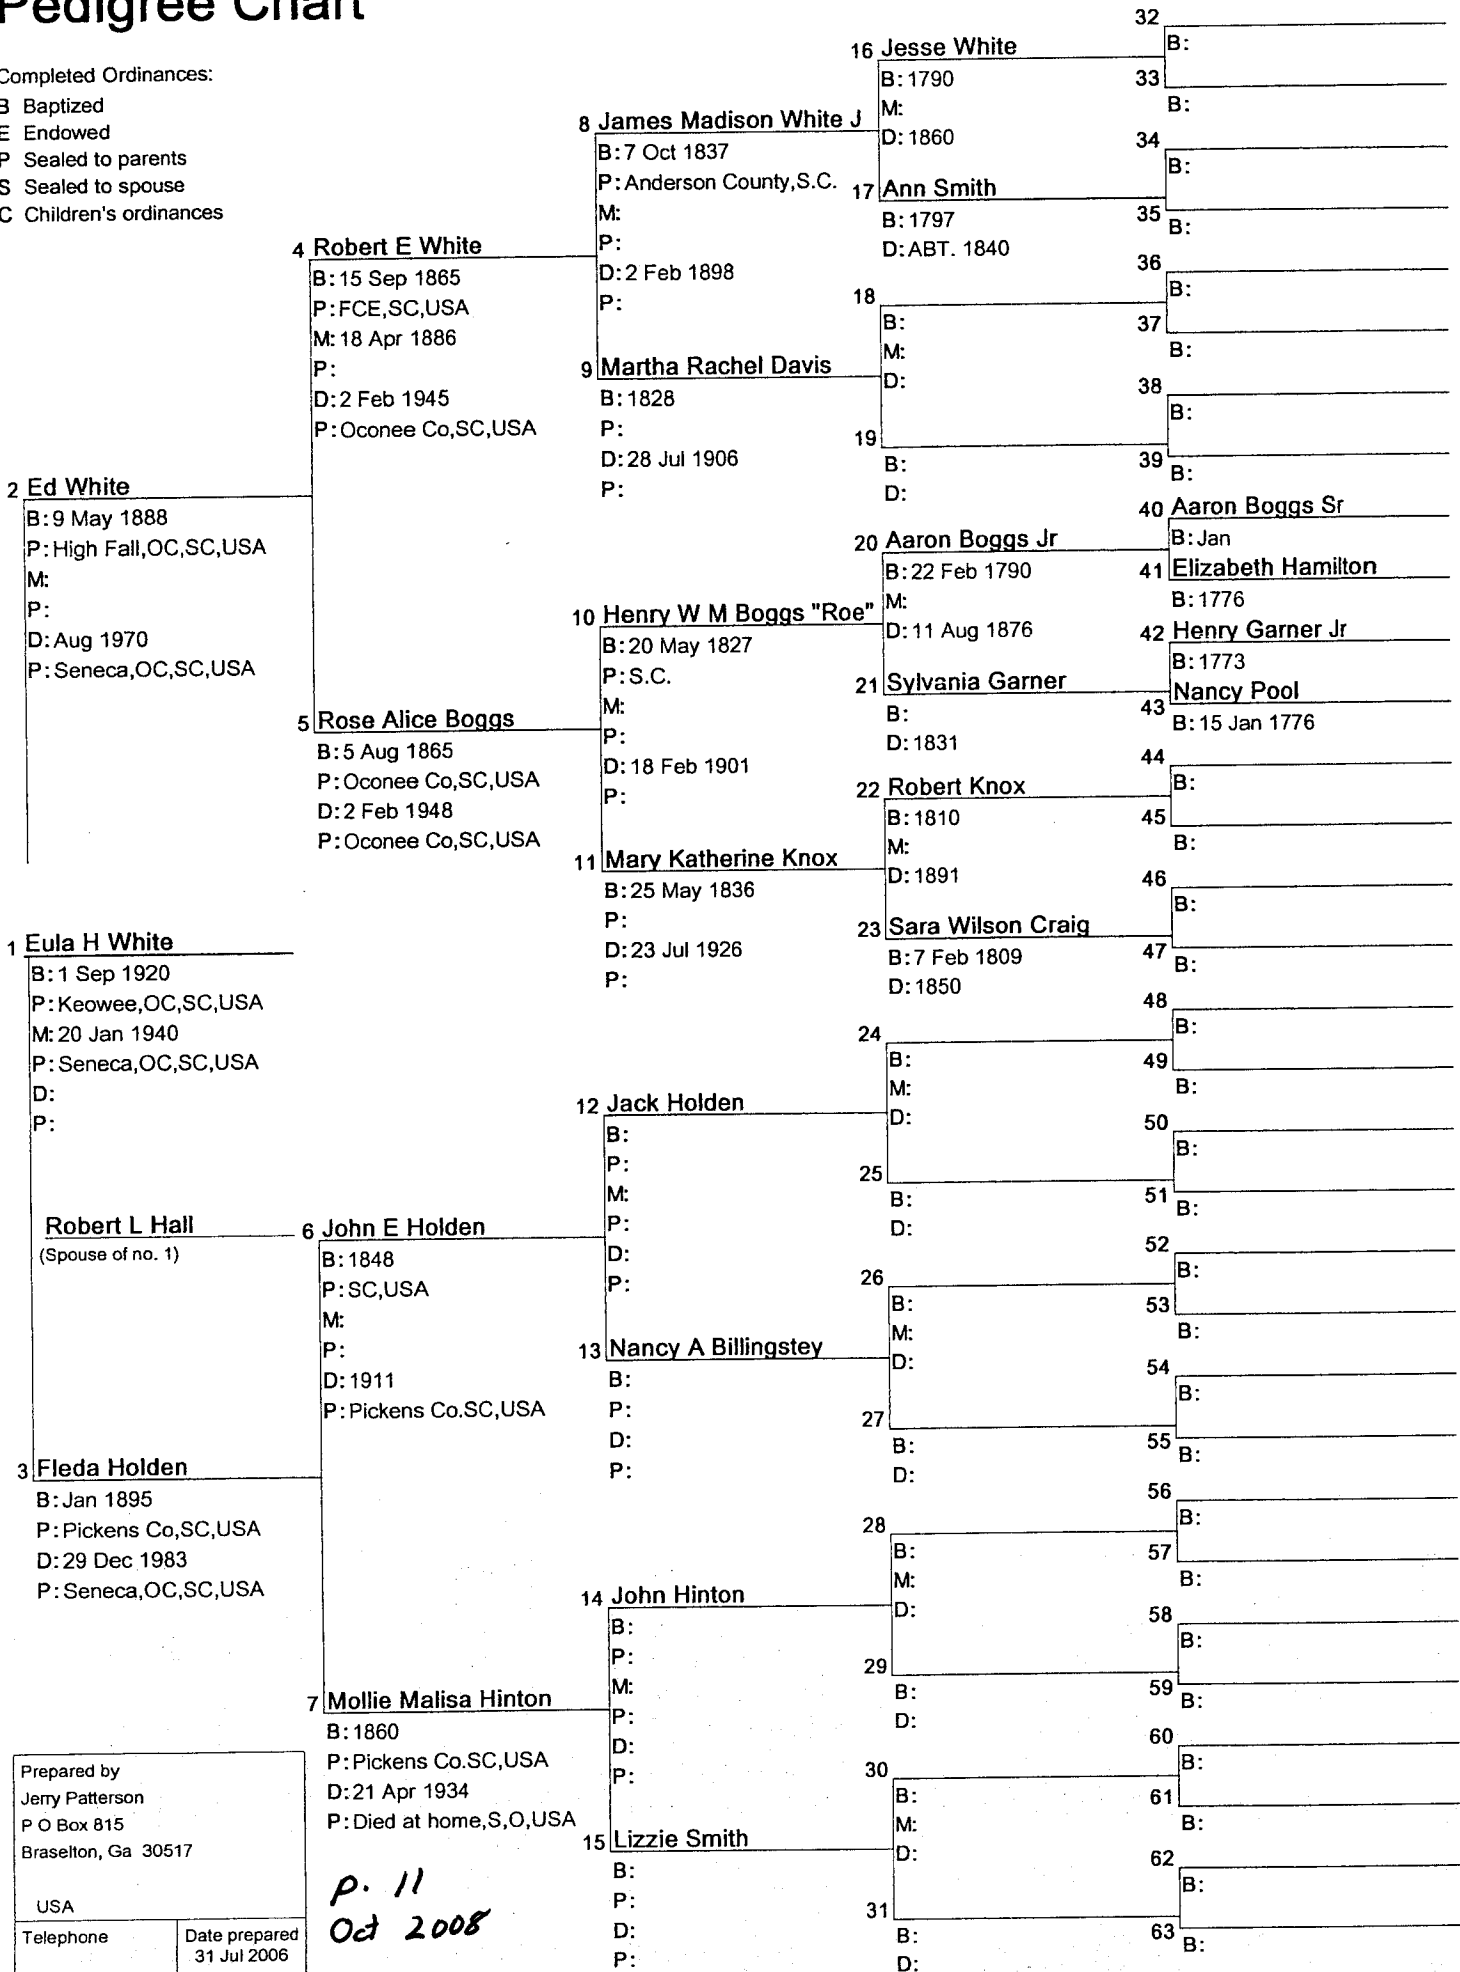 Pedigree Chart
Completed Ordinances:
B Baptized
E Endowed
P Sealed to parents
S Sealed to spouse
C Children's ordinances
2 Ed White
B: 9 May 1888
P: High Fall,OC,SC,USA
M:
P:
D: Aug 1970
P: Seneca,OC,SC,USA
1 Eula H White
B: 1 Sep 1920
P: Keowee,OC,SC,USA
M: 20 Jan 1940
P: Seneca,OC,SC,USA
D:
P:
Robert L Hall
(Spouse of no. 1)
3 Fleda Holden
B: Jan 1895
P: Pickens Co,SC,USA
D: 29 Dec 1983
P: Seneca,OC,SC,USA
4 Robert E White
B: 15 Sep 1865
P: FCE,SC,USA
M: 18 Apr 1886
P:
D: 2 Feb 1945
P: Oconee Co,SC,USA
5 Rose Alice Boggs
B: 5 Aug 1865
P: Oconee Co,SC,USA
D: 2 Feb 1948
P: Oconee Co,SC,USA
6 John E Holden
B: 1848
P: SC,USA
M:
P:
D: 1911
P: Pickens Co.SC,USA
7 Mollie Malisa Hinton
B: 1860
P: Pickens Co.SC,USA
D: 21 Apr 1934
P: Died at home,S,O,USA
8 James Madison White J
B: 7 Oct 1837
P: Anderson County,S.C.
M:
P:
D: 2 Feb 1898
P:
9 Martha Rachel Davis
B: 1828
P:
D: 28 Jul 1906
P:
10 Henry W M Boggs "Roe"
B: 20 May 1827
P: S.C.
M:
P:
D: 18 Feb 1901
P:
11 Mary Katherine Knox
B: 25 May 1836
P:
D: 23 Jul 1926
P:
12 Jack Holden
B:
P:
M:
P:
D:
P:
13 Nancy A Billingstey
B:
P:
D:
P:
14 John Hinton
B:
P:
M:
P:
D:
P:
15 Lizzie Smith
B:
P:
D:
P:
16 Jesse White
B: 1790
M:
D: 1860
17 Ann Smith
B: 1797
D: ABT. 1840
18
B:
M:
D:
19
B:
D:
20 Aaron Boggs Jr
B: 22 Feb 1790
M:
D: 11 Aug 1876
21 Sylvania Garner
B:
D: 1831
22 Robert Knox
B: 1810
M:
D: 1891
23 Sara Wilson Craig
B: 7 Feb 1809
D: 1850
24
B:
M:
D:
25
B:
D:
26
B:
M:
D:
27
B:
D:
28
B:
M:
D:
29
B:
D:
30
B:
M:
D:
31
B:
D:
32
B:
33
B:
34
B:
35
B:
36
B:
37
B:
38
B:
39
B:
40 Aaron Boggs Sr
B: Jan
41 Elizabeth Hamilton
B: 1776
42 Henry Garner Jr
B: 1773
43 Nancy Pool
B: 15 Jan 1776
44
B:
45
B:
46
B:
47
B:
48
B:
49
B:
50
B:
51
B:
52
B:
53
B:
54
B:
55
B:
56
B:
57
B:
58
B:
59
B:
60
B:
61
B:
62
B:
63
B:
Prepared by
Jerry Patterson
P O Box 815
Braselton, Ga 30517
USA
Telephone
Date prepared
31 Jul 2006
p. 11
Oct 2008